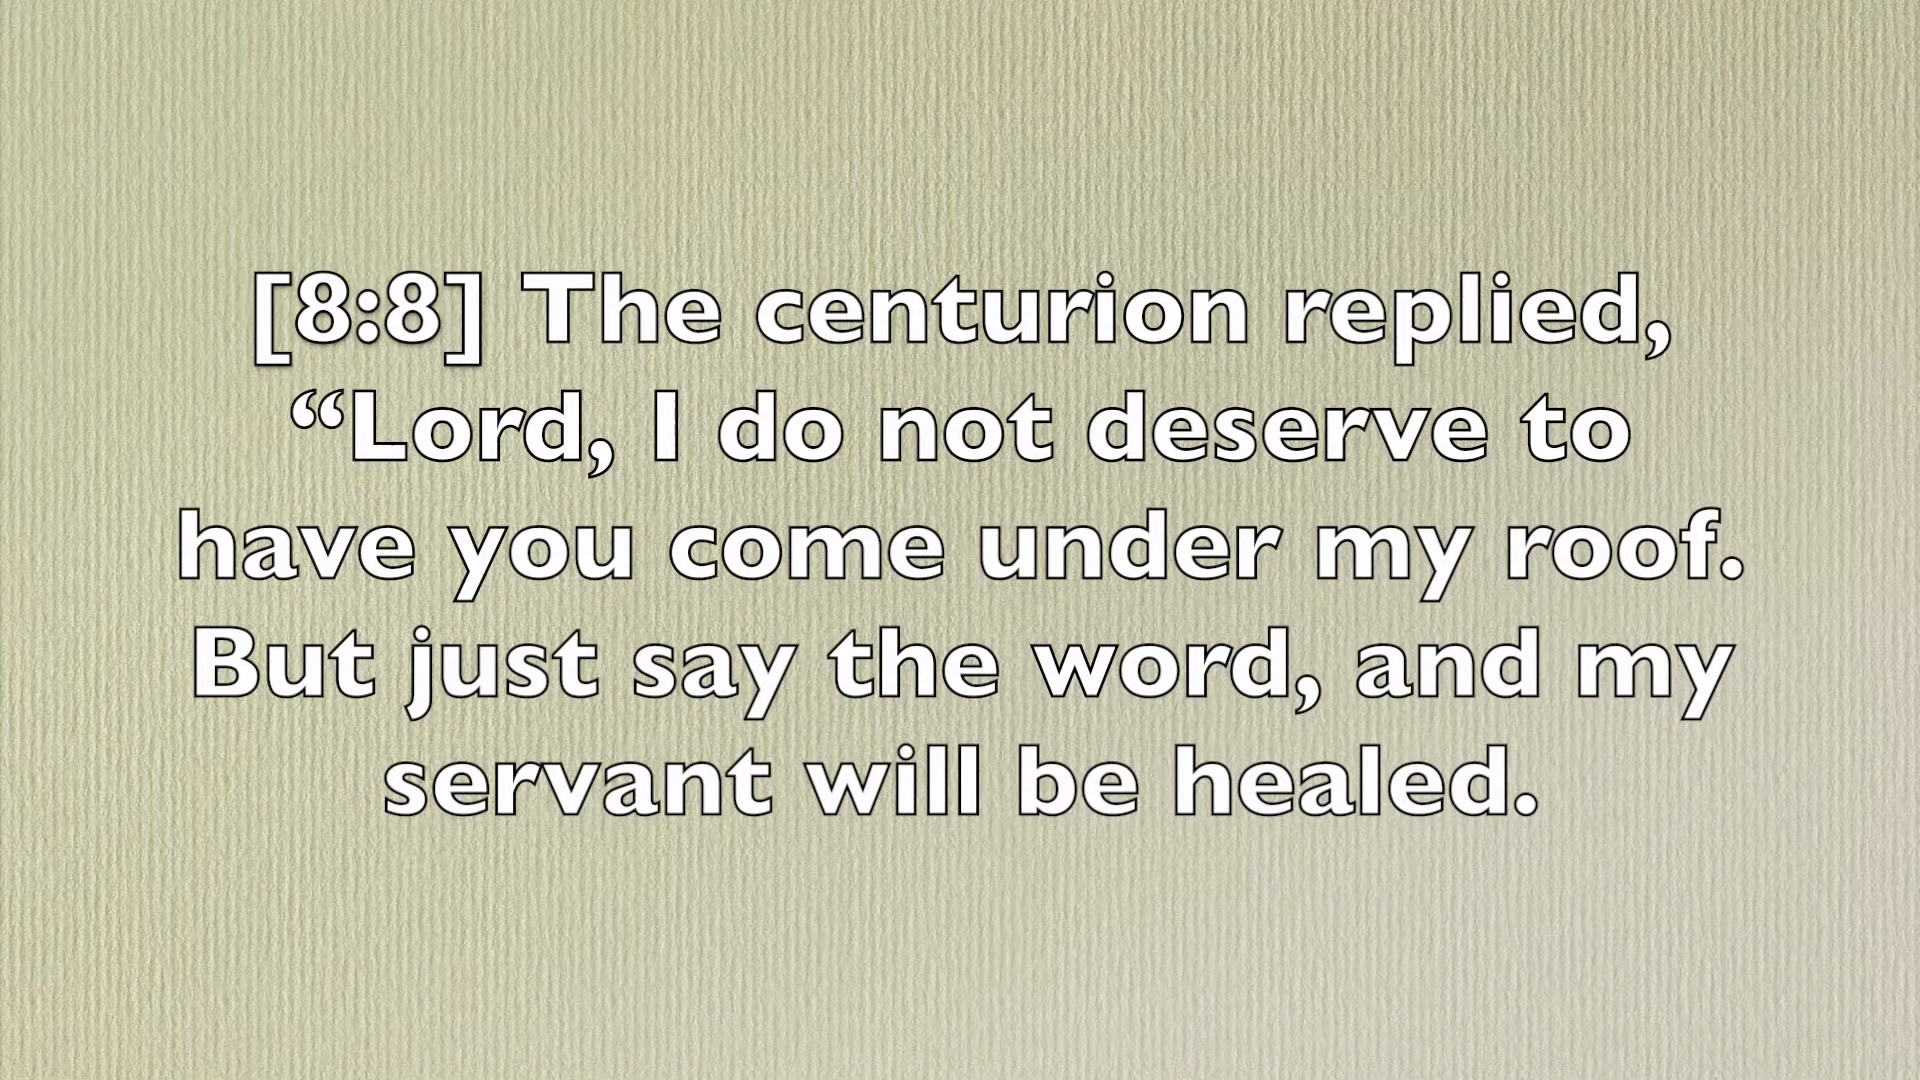 [8:8] The centurion replied,
“Lord, I do not deserve to
have you come under my roof.
But just say the word, and my
servant will be healed.